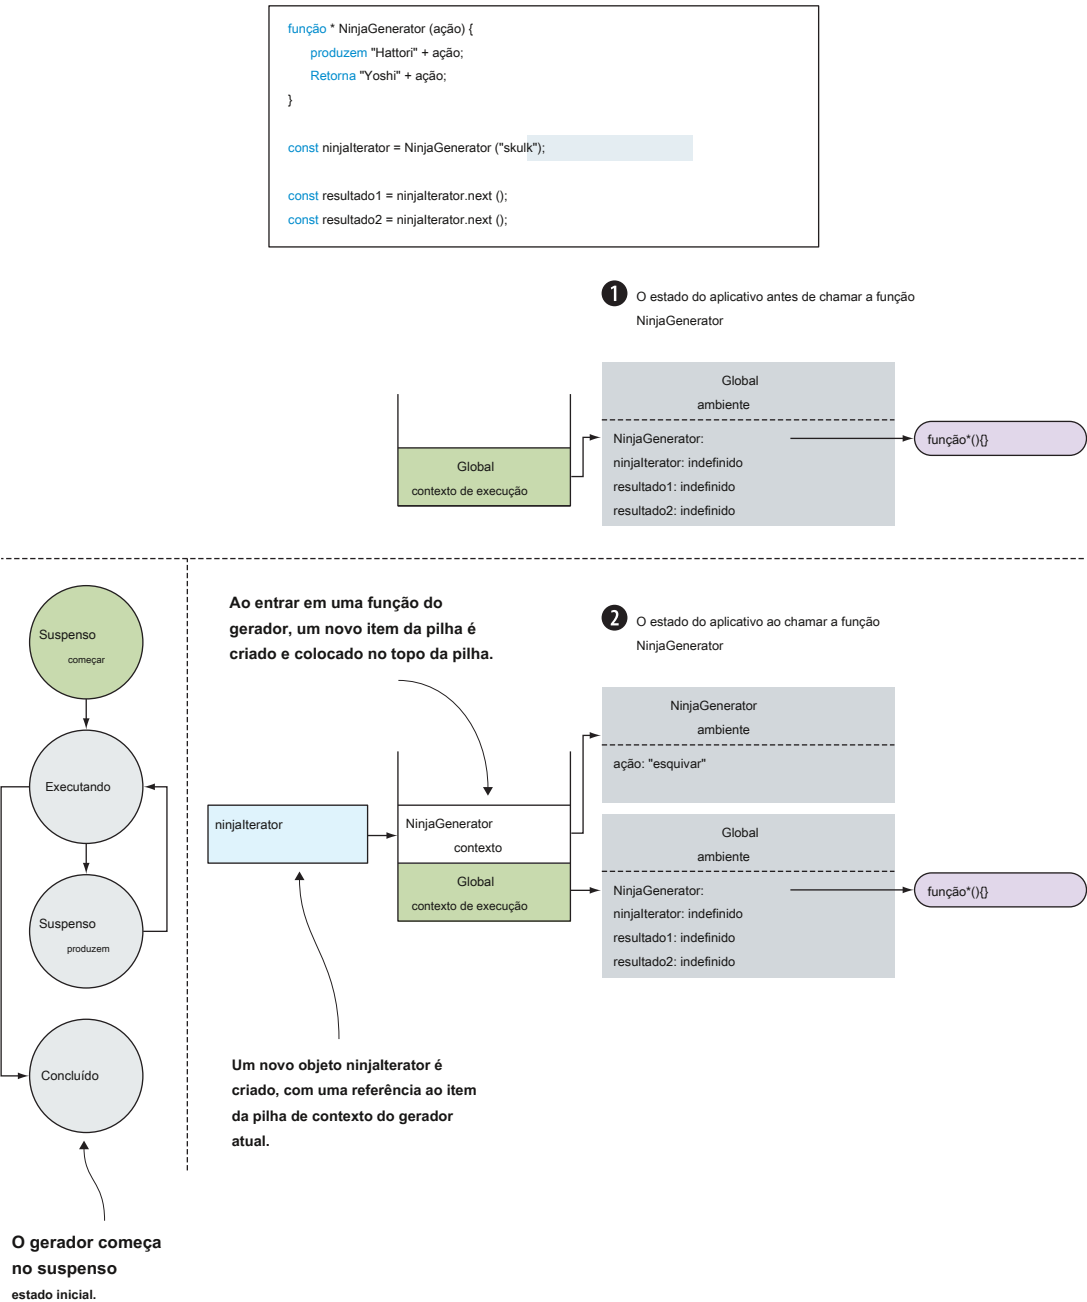 função * NinjaGenerator (ação) {
produzem "Hattori" + ação;
Retorna "Yoshi" + ação;
}
const ninjaIterator = NinjaGenerator ("skulk");
const resultado1 = ninjaIterator.next ();
const resultado2 = ninjaIterator.next ();
1 O estado do aplicativo antes de chamar a função
NinjaGenerator
Global
ambiente
NinjaGenerator:
ninjaIterator: indefinido
resultado1: indefinido
resultado2: indefinido
função*(){}
Global
contexto de execução
Suspenso
começar
Executando
Suspenso
produzem
Concluído
O gerador começa
no suspenso
estado inicial.
Ao entrar em uma função do
gerador, um novo item da pilha é
criado e colocado no topo da pilha.
2 O estado do aplicativo ao chamar a função
NinjaGenerator
NinjaGenerator
ambiente
ação: "esquivar"
ninjaIterator
NinjaGenerator
contexto
Global
contexto de execução
Global
ambiente
NinjaGenerator:
ninjaIterator: indefinido
resultado1: indefinido
resultado2: indefinido
função*(){}
Um novo objeto ninjaIterator é
criado, com uma referência ao item
da pilha de contexto do gerador
atual.